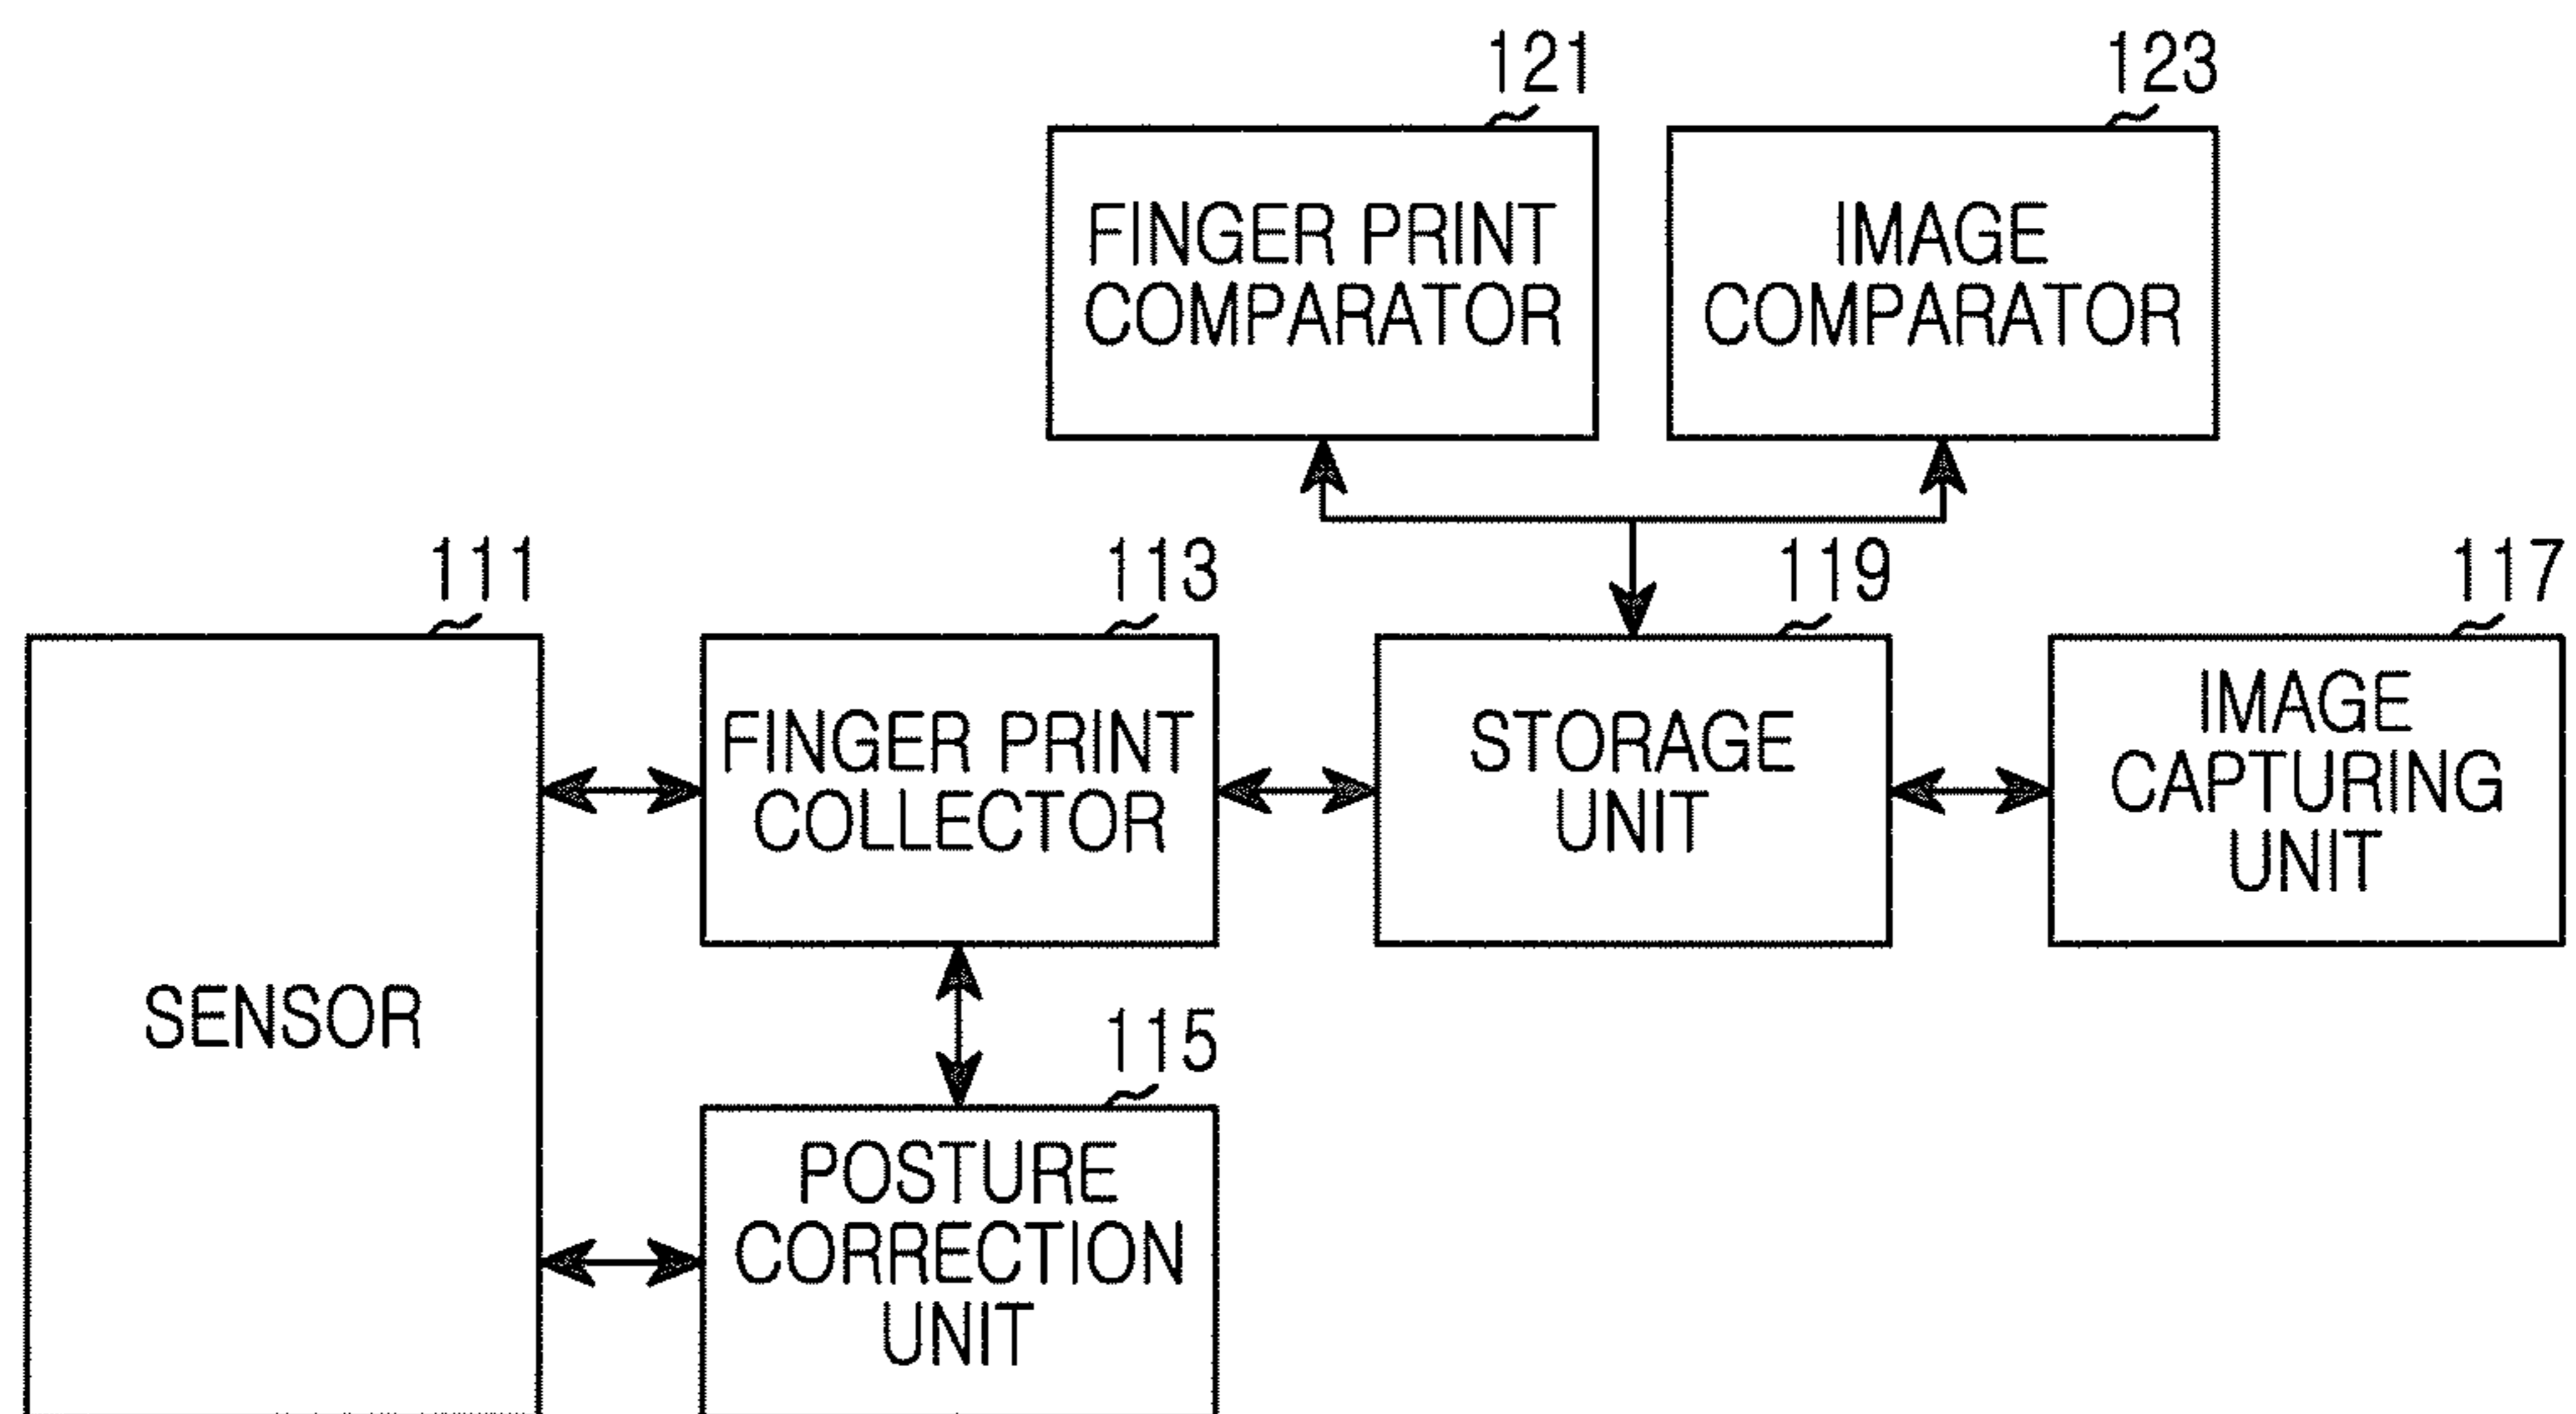 121
123
FINGER PRINT
COMPARATOR
IMAGE
COMPARATOR
111
113
119
117
SENSOR
FINGER PRINT
COLLECTOR
STORAGE
UNIT
IMAGE
CAPTURING
UNIT
115
POSTURE
CORRECTION
UNIT